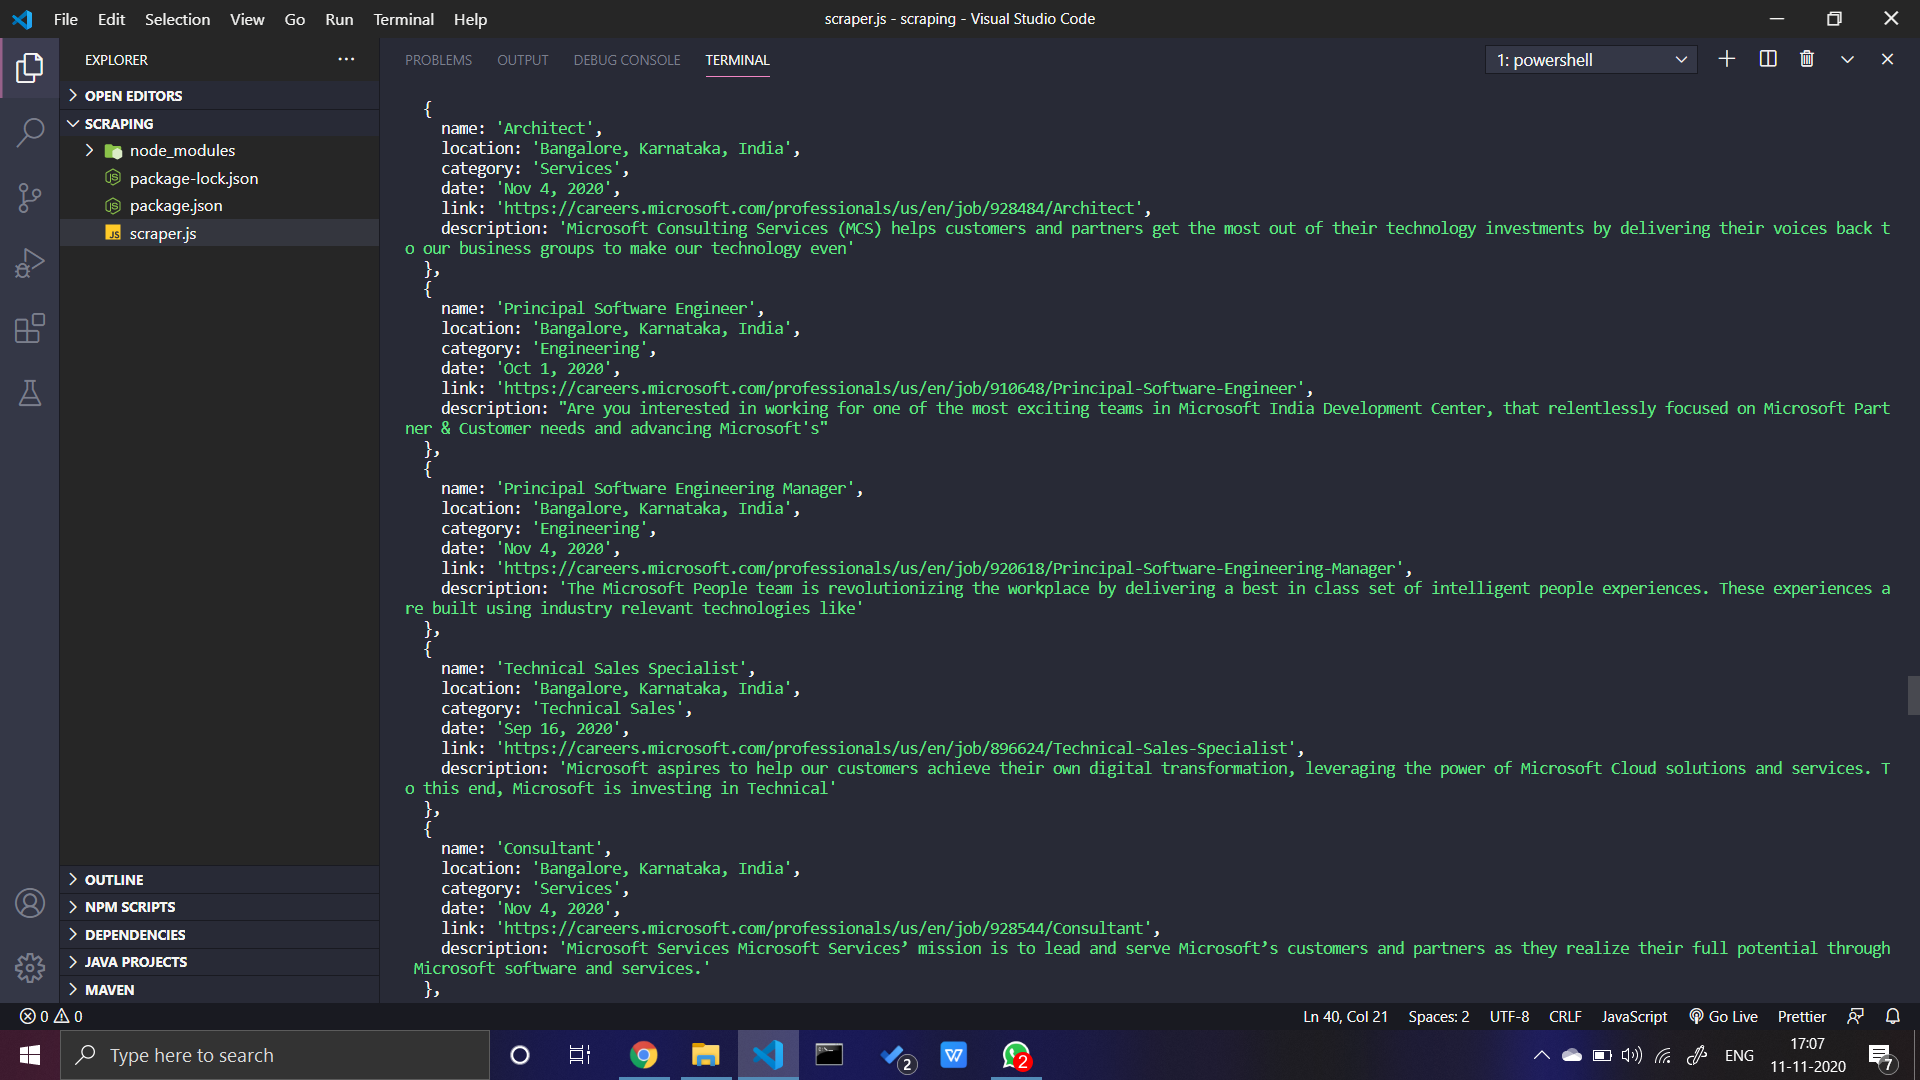 File Edit Selection View Go Run Terminal Help
scraper.js - scraping - Visual Studio Code
EXPLORER
OPEN EDITORS
SCRAPING
node_modules
package-lock.json
package.json
JS scraper.js
OUTLINE
NPM SCRIPTS
DEPENDENCIES
JAVA PROJECTS
MAVEN
PROBLEMS OUTPUT DEBUG CONSOLE TERMINAL
1: powershell
{
name: 'Architect',
location: 'Bangalore, Karnataka, India',
category: 'Services',
date: 'Nov 4, 2020',
link: 'https://careers.microsoft.com/professionals/us/en/job/928484/Architect',
description: 'Microsoft Consulting Services (MCS) helps customers and partners get the most out of their technology investments by delivering their voices back t
o our business groups to make our technology even'
},
{
name: 'Principal Software Engineer',
location: 'Bangalore, Karnataka, India',
category: 'Engineering',
date: 'Oct 1, 2020',
link: 'https://careers.microsoft.com/professionals/us/en/job/910648/Principal-Software-Engineer',
description: "Are you interested in working for one of the most exciting teams in Microsoft India Development Center, that relentlessly focused on Microsoft Part
ner & Customer needs and advancing Microsoft's"
},
{
name: 'Principal Software Engineering Manager',
location: 'Bangalore, Karnataka, India',
category: 'Engineering',
date: 'Nov 4, 2020',
link: 'https://careers.microsoft.com/professionals/us/en/job/920618/Principal-Software-Engineering-Manager',
description: 'The Microsoft People team is revolutionizing the workplace by delivering a best in class set of intelligent people experiences. These experiences a
re built using industry relevant technologies like'
},
{
name: 'Technical Sales Specialist',
location: 'Bangalore, Karnataka, India',
category: 'Technical Sales',
date: 'Sep 16, 2020',
link: 'https://careers.microsoft.com/professionals/us/en/job/896624/Technical-Sales-Specialist',
description: 'Microsoft aspires to help our customers achieve their own digital transformation, leveraging the power of Microsoft Cloud solutions and services. T
o this end, Microsoft is investing in Technical'
},
{
name: 'Consultant',
location: 'Bangalore, Karnataka, India',
category: 'Services',
date: 'Nov 4, 2020',
link: 'https://careers.microsoft.com/professionals/us/en/job/928544/Consultant',
description: 'Microsoft Services Microsoft Services’ mission is to lead and serve Microsoft’s customers and partners as they realize their full potential through
Microsoft software and services.'
},
0 0 Ln 40, Col 21 Spaces: 2 UTF-8 CRLF JavaScript Go Live Prettier
Type here to search
2 W 2
ENG
17:07
11-11-2020
7